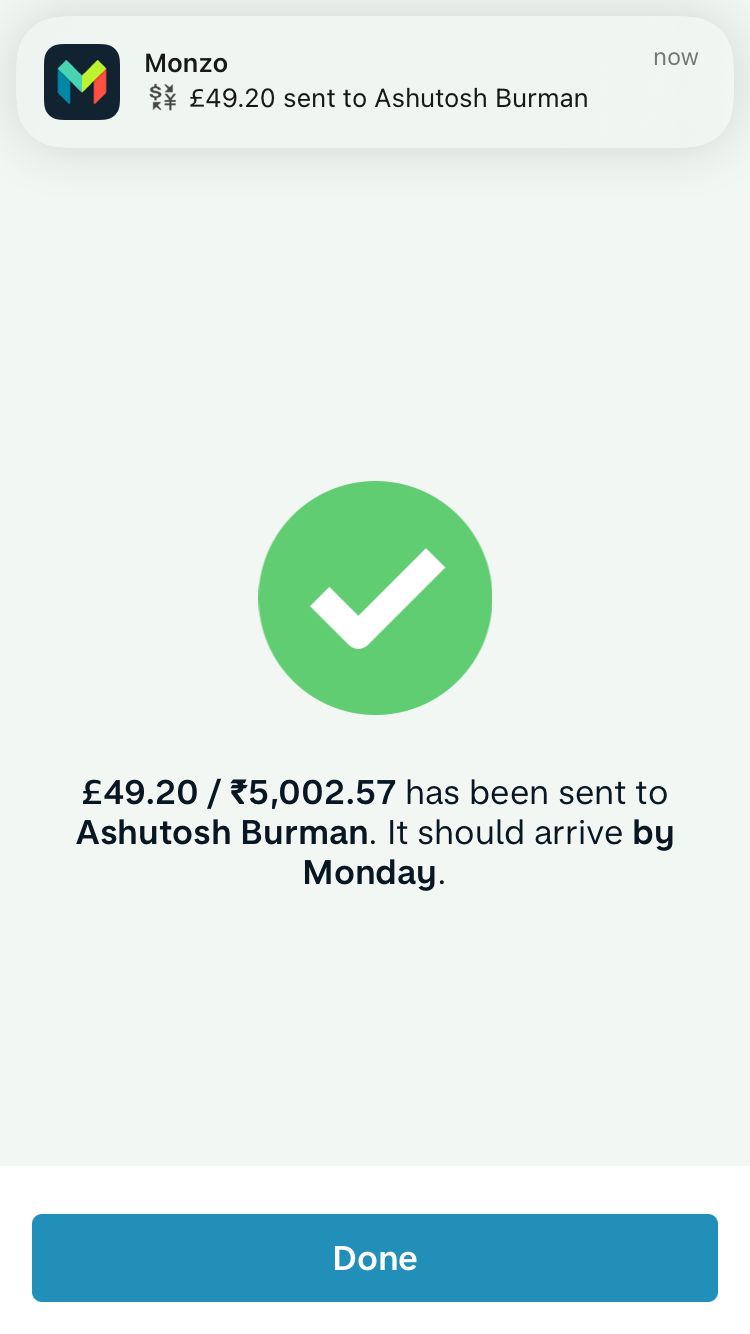 Monzo
now
💱 £49.20 sent to Ashutosh Burman
£49.20 / ₹5,002.57 has been sent to
Ashutosh Burman. It should arrive by
Monday.
Done